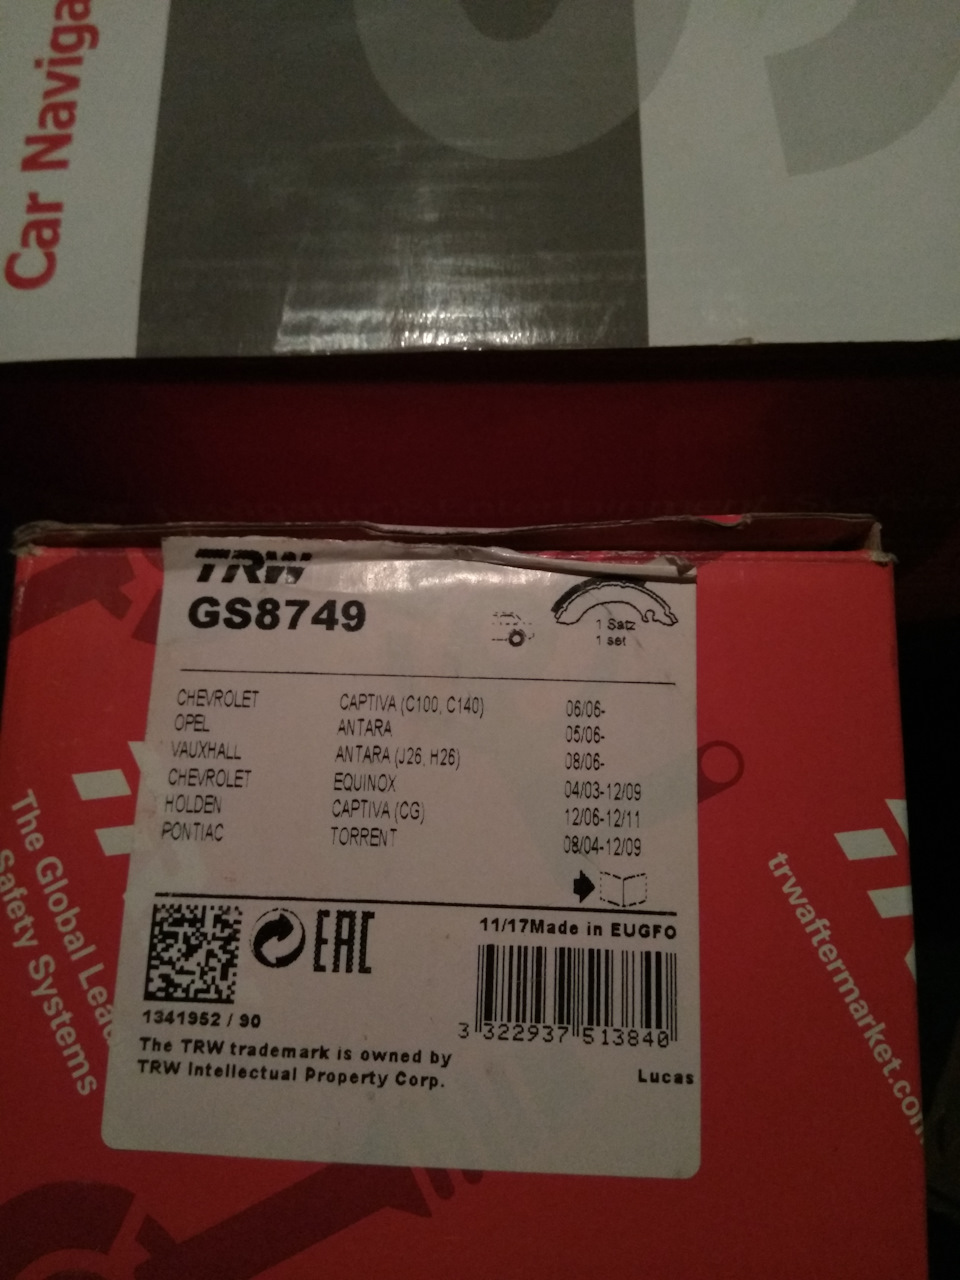 Car Naviga
TRW
GS8749
1 Satz
1 set
CHEVROLET CAPTIVA (C100, C140) 06/06-
OPEL ANTARA 05/06-
VAUXHALL ANTARA (J26, H26) 08/06-
CHEVROLET EQUINOX 04/03-12/09
HOLDEN CAPTIVA (CG) 12/06-12/11
PONTIAC TORRENT 08/04-12/09
EAC
11/17Made in EUGFO
1341952 / 90
3 322937 513840
The TRW trademark is owned by
TRW Intellectual Property Corp.
Lucas
The Global Lea
Safety Systems
trwaftermarket.com